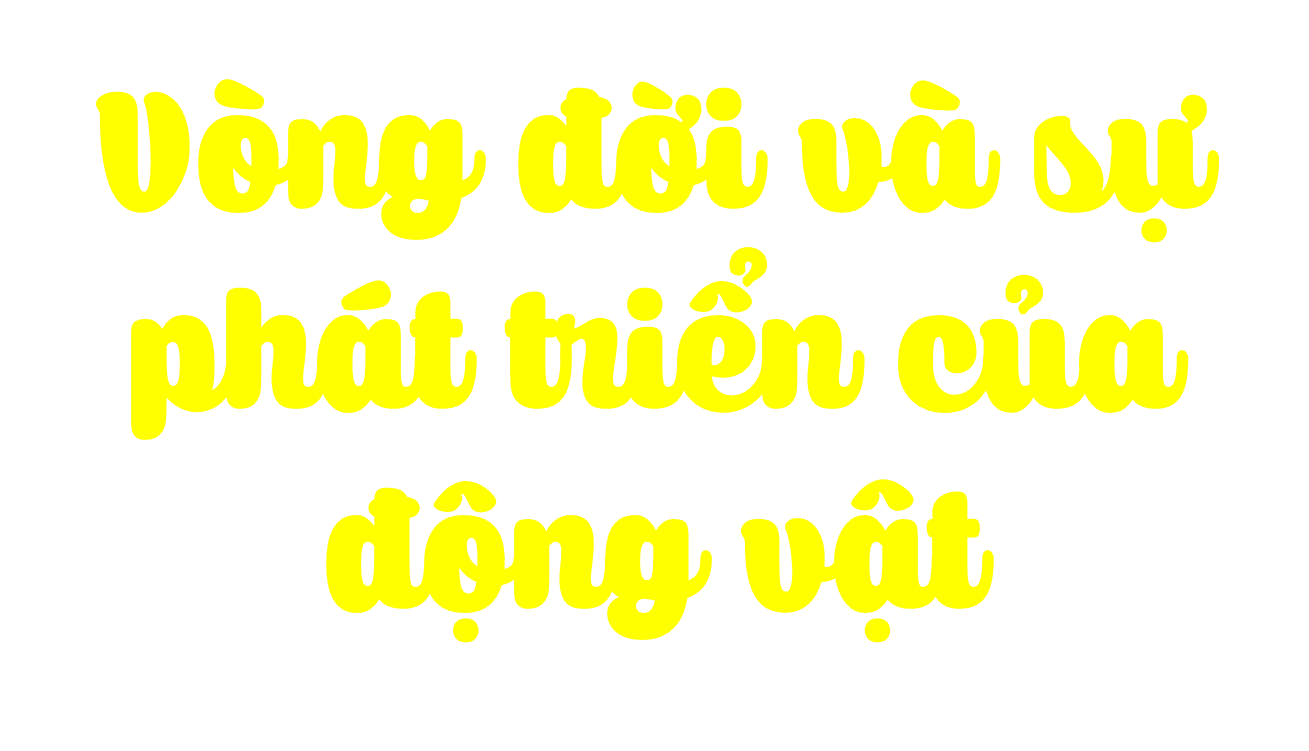 Vòng đời và sự
phát triển của
động vật